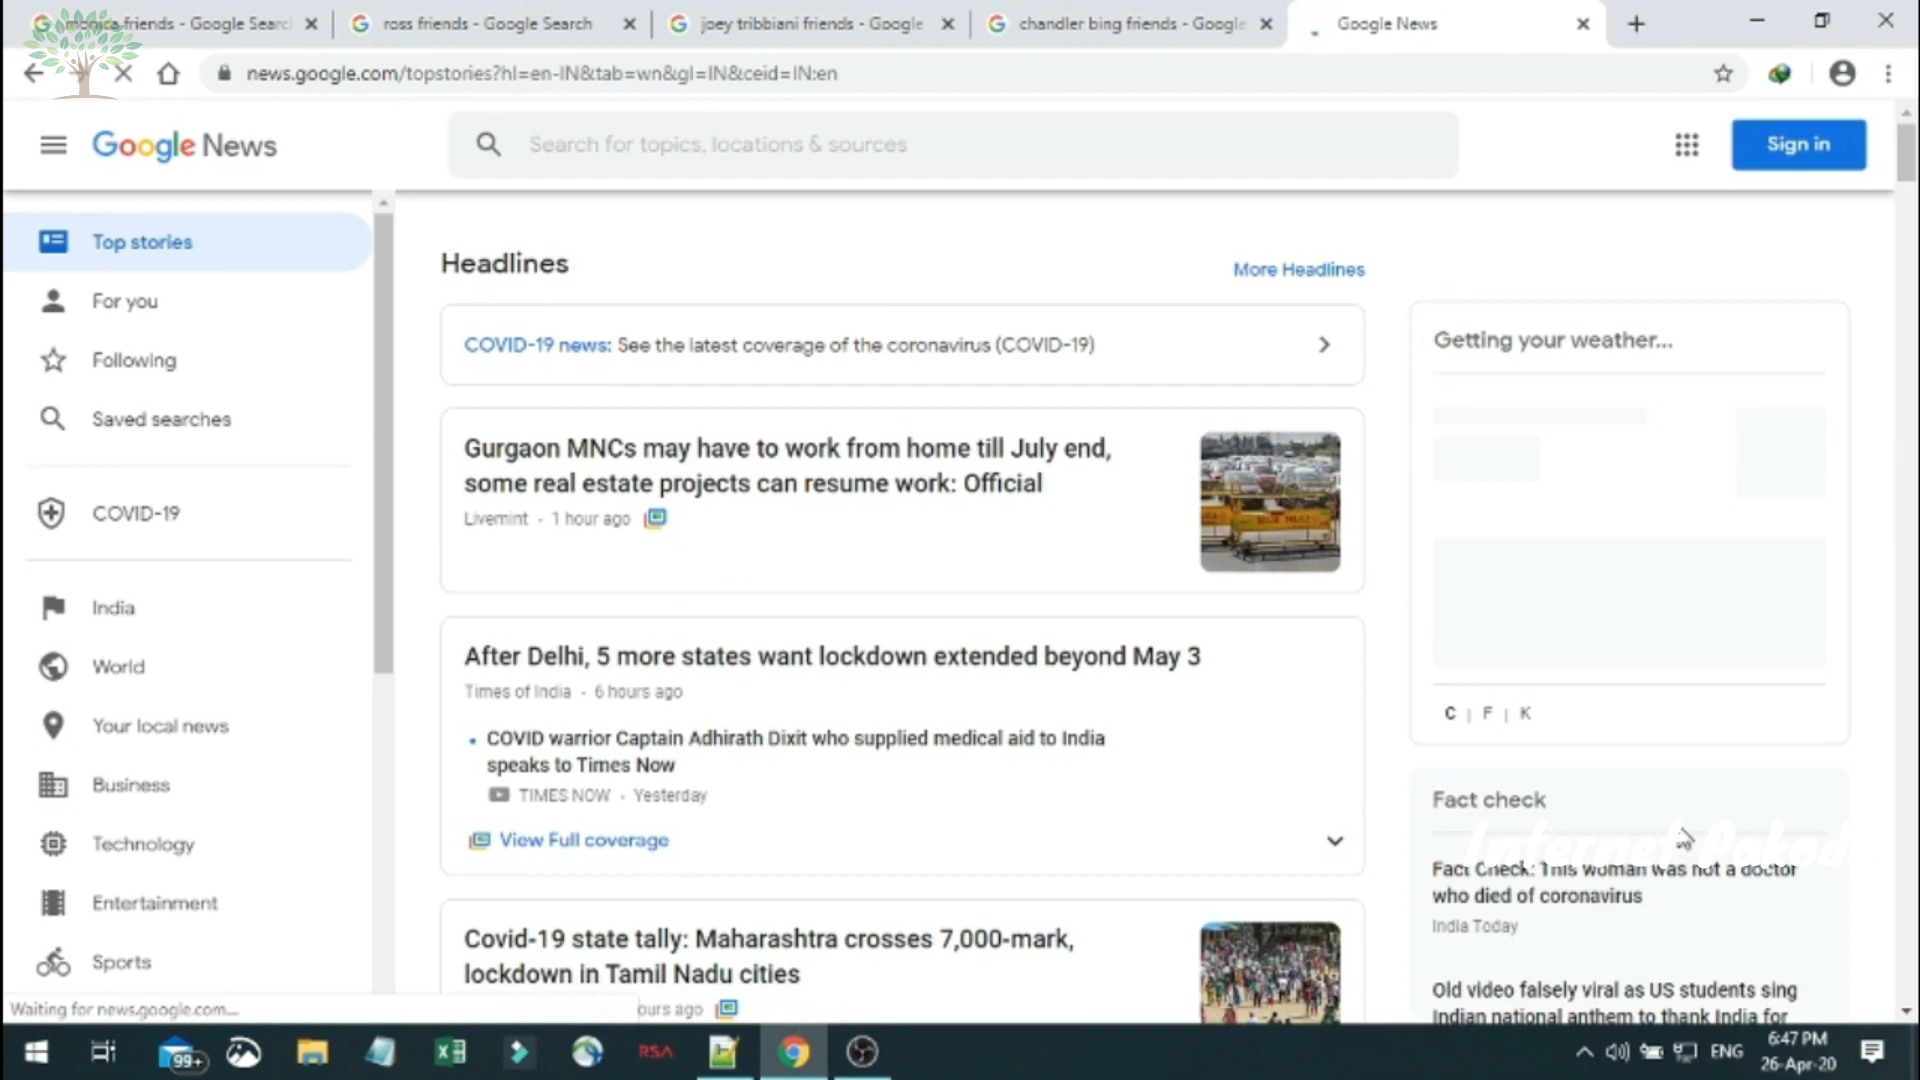 monica friends - Google Searc
ross friends - Google Search
joey tribbiani friends - Google
chandler bing friends - Google
Google News
news.google.com/topstories?hl=en-IN&tab=wn&gl=IN&ceid=IN:en
Google News
Search for topics, locations & sources
Sign in
Top stories
For you
Following
Saved searches
COVID-19
India
World
Your local news
Business
Technology
Entertainment
Sports
Waiting for news.google.com...
Headlines
More Headlines
COVID-19 news: See the latest coverage of the coronavirus (COVID-19)
Gurgaon MNCs may have to work from home till July end,
some real estate projects can resume work: Official
Livemint · 1 hour ago
After Delhi, 5 more states want lockdown extended beyond May 3
Times of India · 6 hours ago
• COVID warrior Captain Adhirath Dixit who supplied medical aid to India
speaks to Times Now
TIMES NOW · Yesterday
View Full coverage
Covid-19 state tally: Maharashtra crosses 7,000-mark,
lockdown in Tamil Nadu cities
ours ago
Getting your weather...
C | F | K
Fact check
Internet
Fact Check: This woman was not a doctor
who died of coronavirus
India Today
Old video falsely viral as US students sing
Indian national anthem to thank India for
99+
RSA
ENG
6:47 PM
26-Apr-20